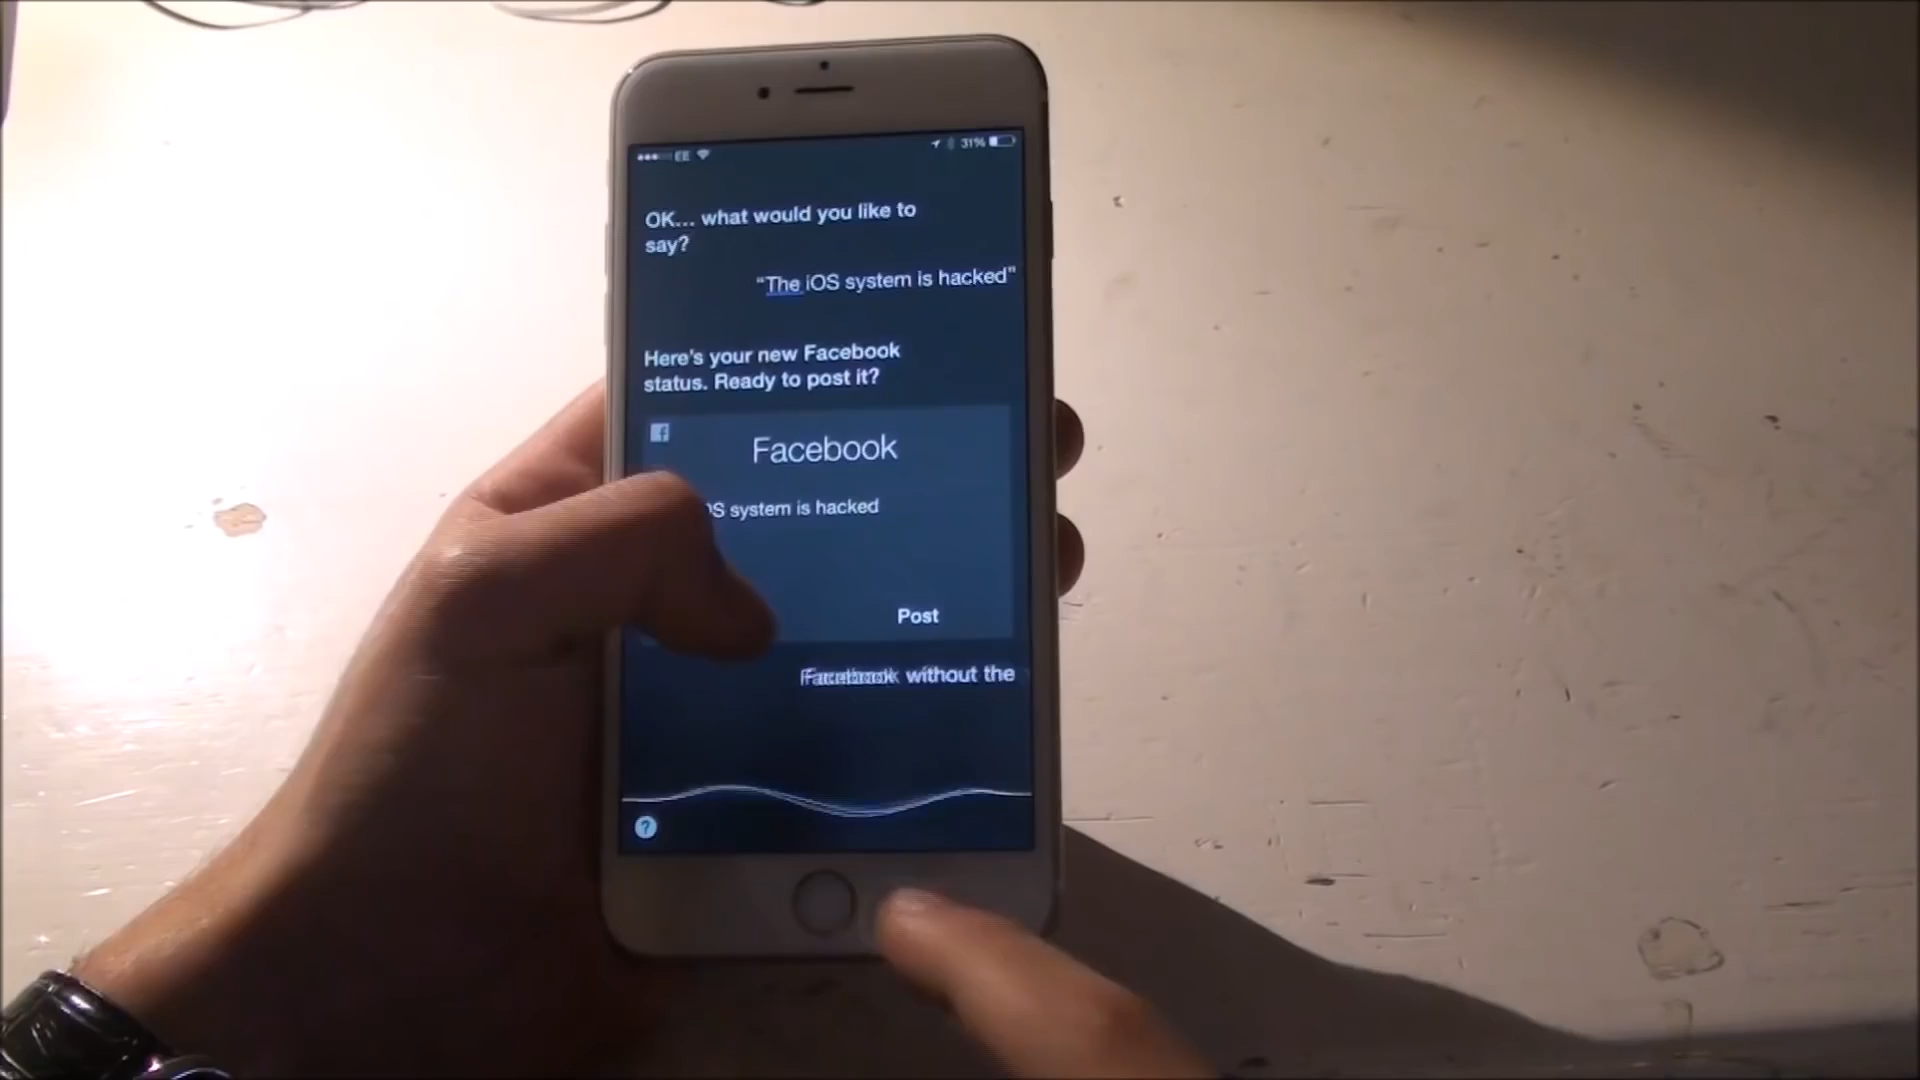 EE 31%
OK... what would you like to
say?
“The iOS system is hacked”
Here's your new Facebook
status. Ready to post it?
Facebook
OS system is hacked
Post
Facebook without the
?